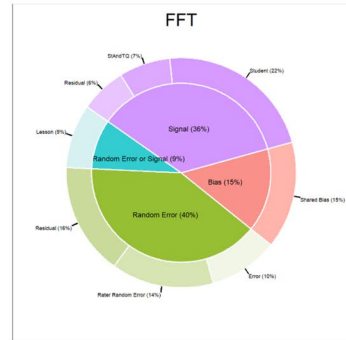 FFT
StAndTQ (7%)
Student (22%)
Residual (6%)
Signal (36%)
Lesson (9%)
Random Error or Signal (9%)
Bias (15%)
Shared Bias (15%)
Random Error (40%)
Residual (16%)
Error (10%)
Rater Random Error (14%)